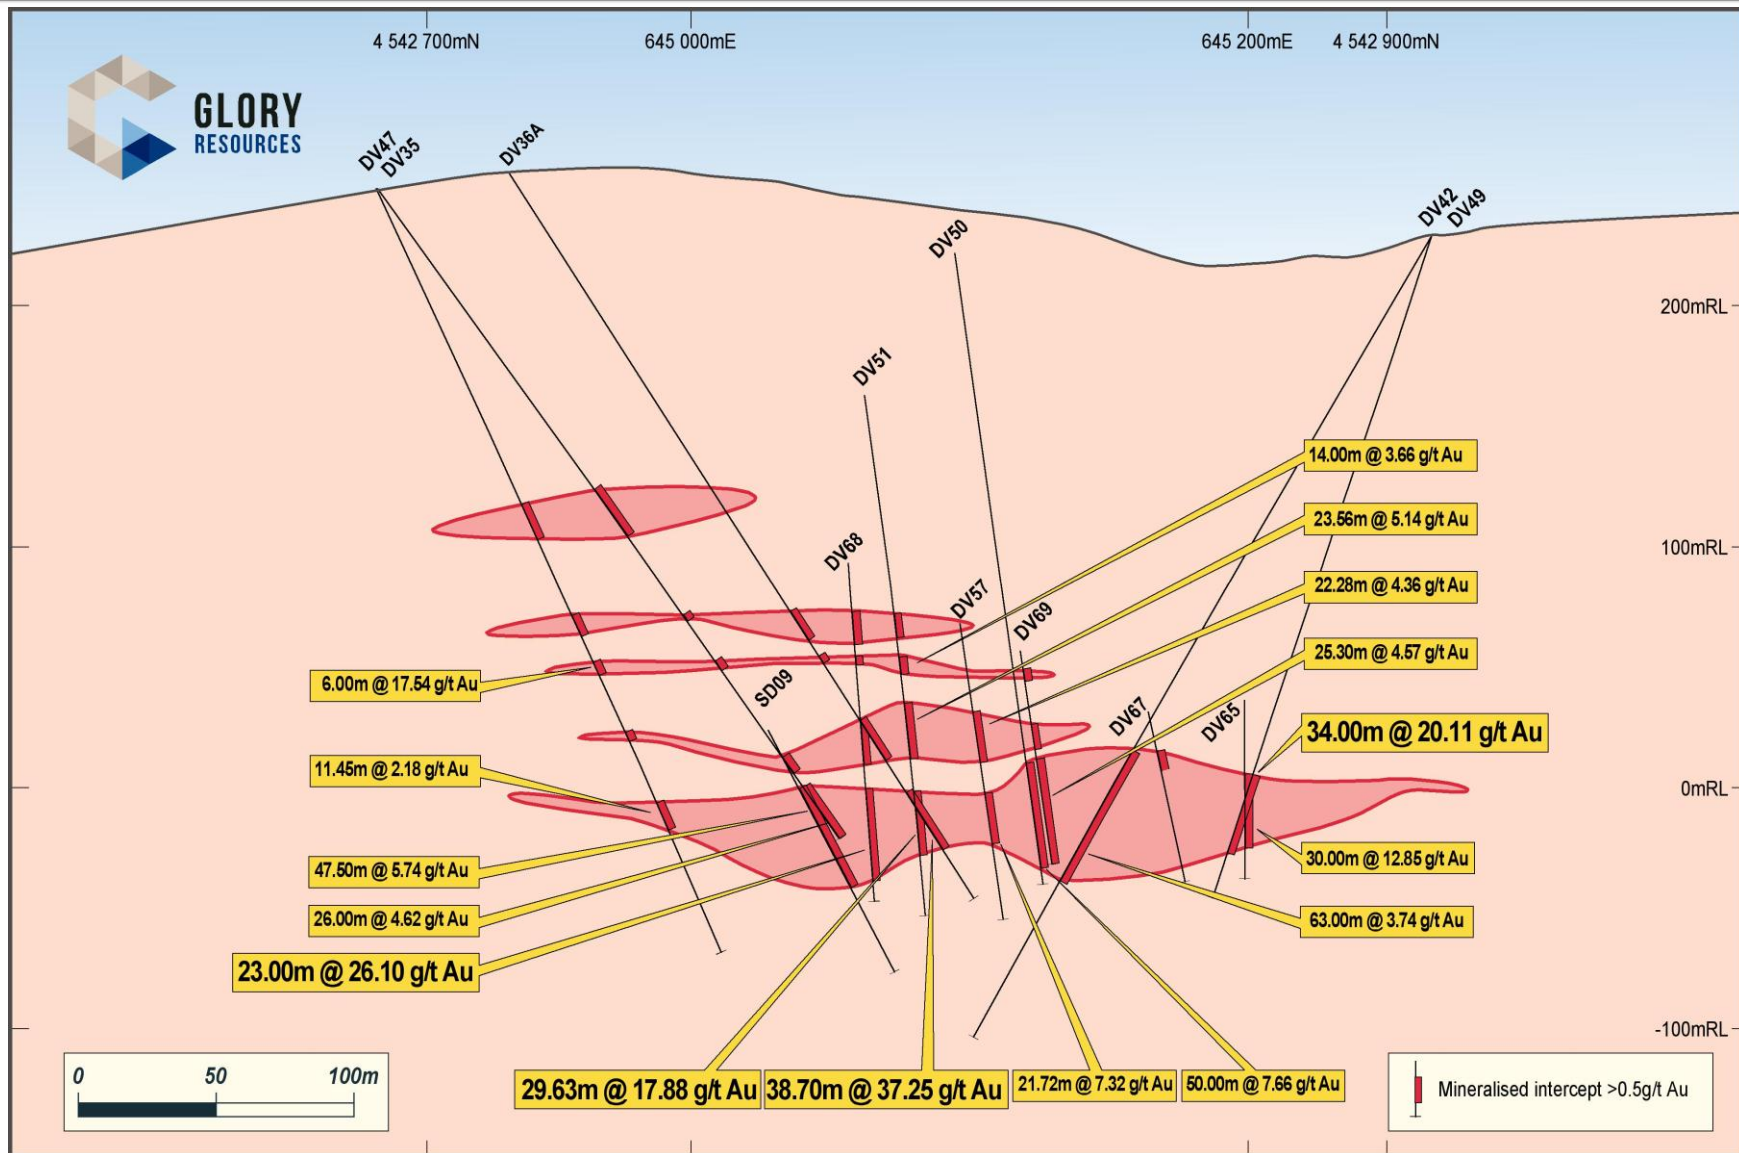 4 542 700mN
645 000mE
645 200mE
4 542 900mN
GLORY
RESOURCES
DV47
DV35
DV36A
DV42
DV49
DV50
200mRL
DV51
14.00m @ 3.66 g/t Au
23.56m @ 5.14 g/t Au
100mRL
DV68
DV57
22.28m @ 4.36 g/t Au
DV69
25.30m @ 4.57 g/t Au
6.00m @ 17.54 g/t Au
SD09
DV67
DV65
34.00m @ 20.11 g/t Au
11.45m @ 2.18 g/t Au
0mRL
47.50m @ 5.74 g/t Au
30.00m @ 12.85 g/t Au
26.00m @ 4.62 g/t Au
63.00m @ 3.74 g/t Au
23.00m @ 26.10 g/t Au
-100mRL
29.63m @ 17.88 g/t Au
38.70m @ 37.25 g/t Au
21.72m @ 7.32 g/t Au
50.00m @ 7.66 g/t Au
0 50 100m
Mineralised intercept >0.5g/t Au